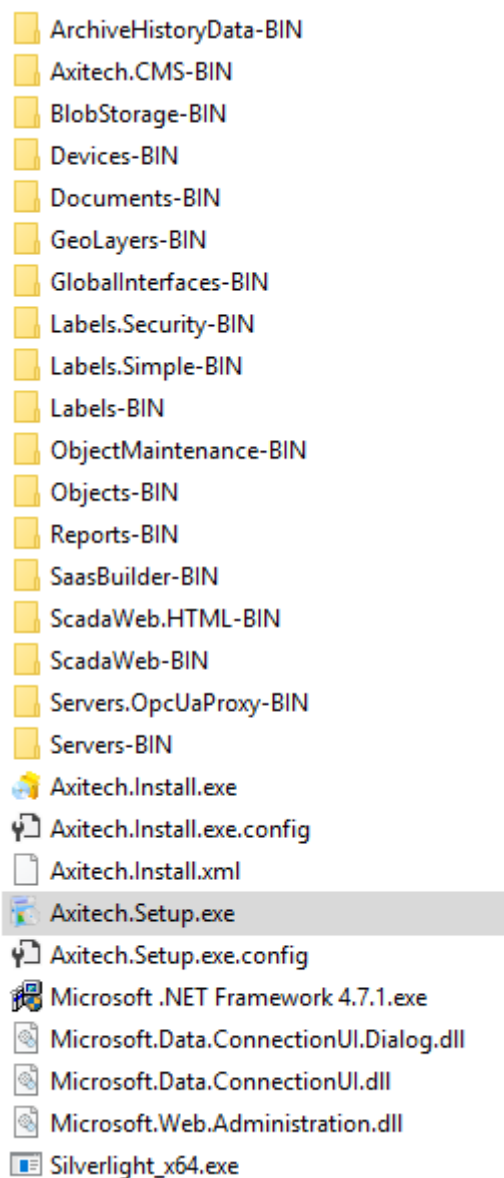 ArchiveHistoryData-BIN
Axitech.CMS-BIN
BlobStorage-BIN
Devices-BIN
Documents-BIN
GeoLayers-BIN
GlobalInterfaces-BIN
Labels.Security-BIN
Labels.Simple-BIN
Labels-BIN
ObjectMaintenance-BIN
Objects-BIN
Reports-BIN
SaasBuilder-BIN
ScadaWeb.HTML-BIN
ScadaWeb-BIN
Servers.OpcUaProxy-BIN
Servers-BIN
Axitech.Install.exe
Axitech.Install.exe.config
Axitech.Install.xml
Axitech.Setup.exe
Axitech.Setup.exe.config
Microsoft .NET Framework 4.7.1.exe
Microsoft.Data.ConnectionUI.Dialog.dll
Microsoft.Data.ConnectionUI.dll
Microsoft.Web.Administration.dll
Silverlight_x64.exe